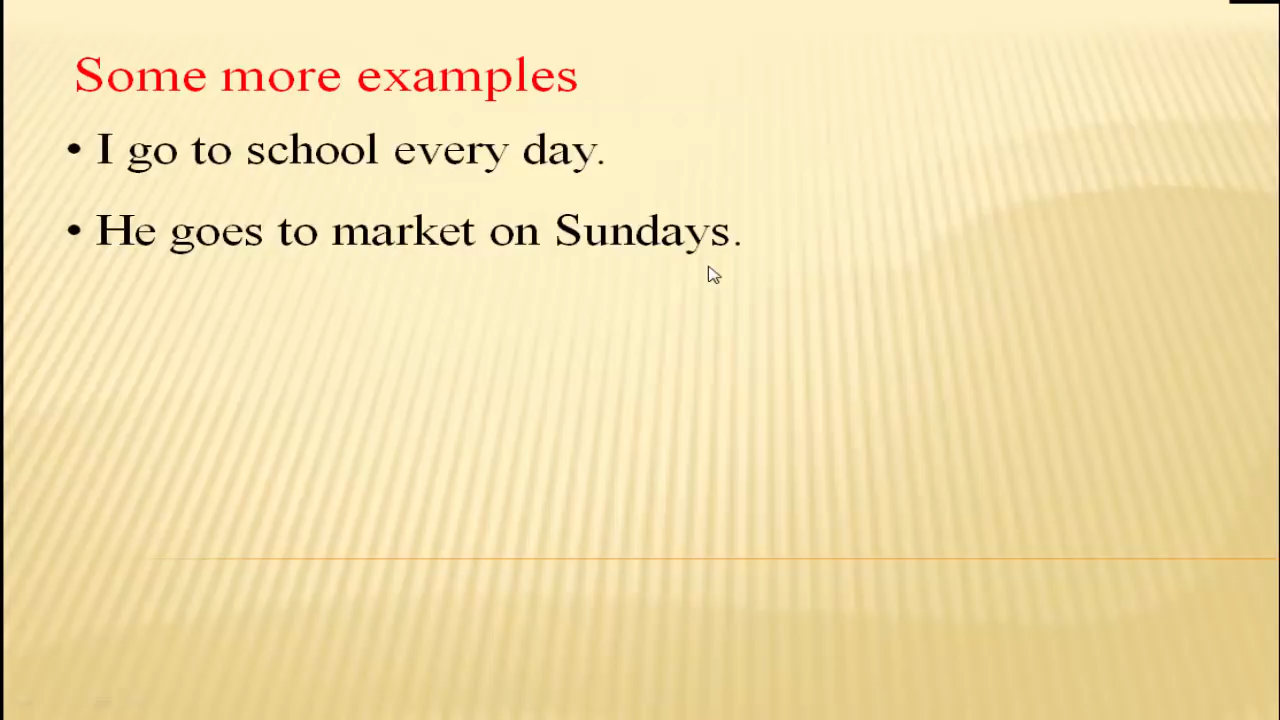 Some more examples
• I go to school every day.
• He goes to market on Sundays.